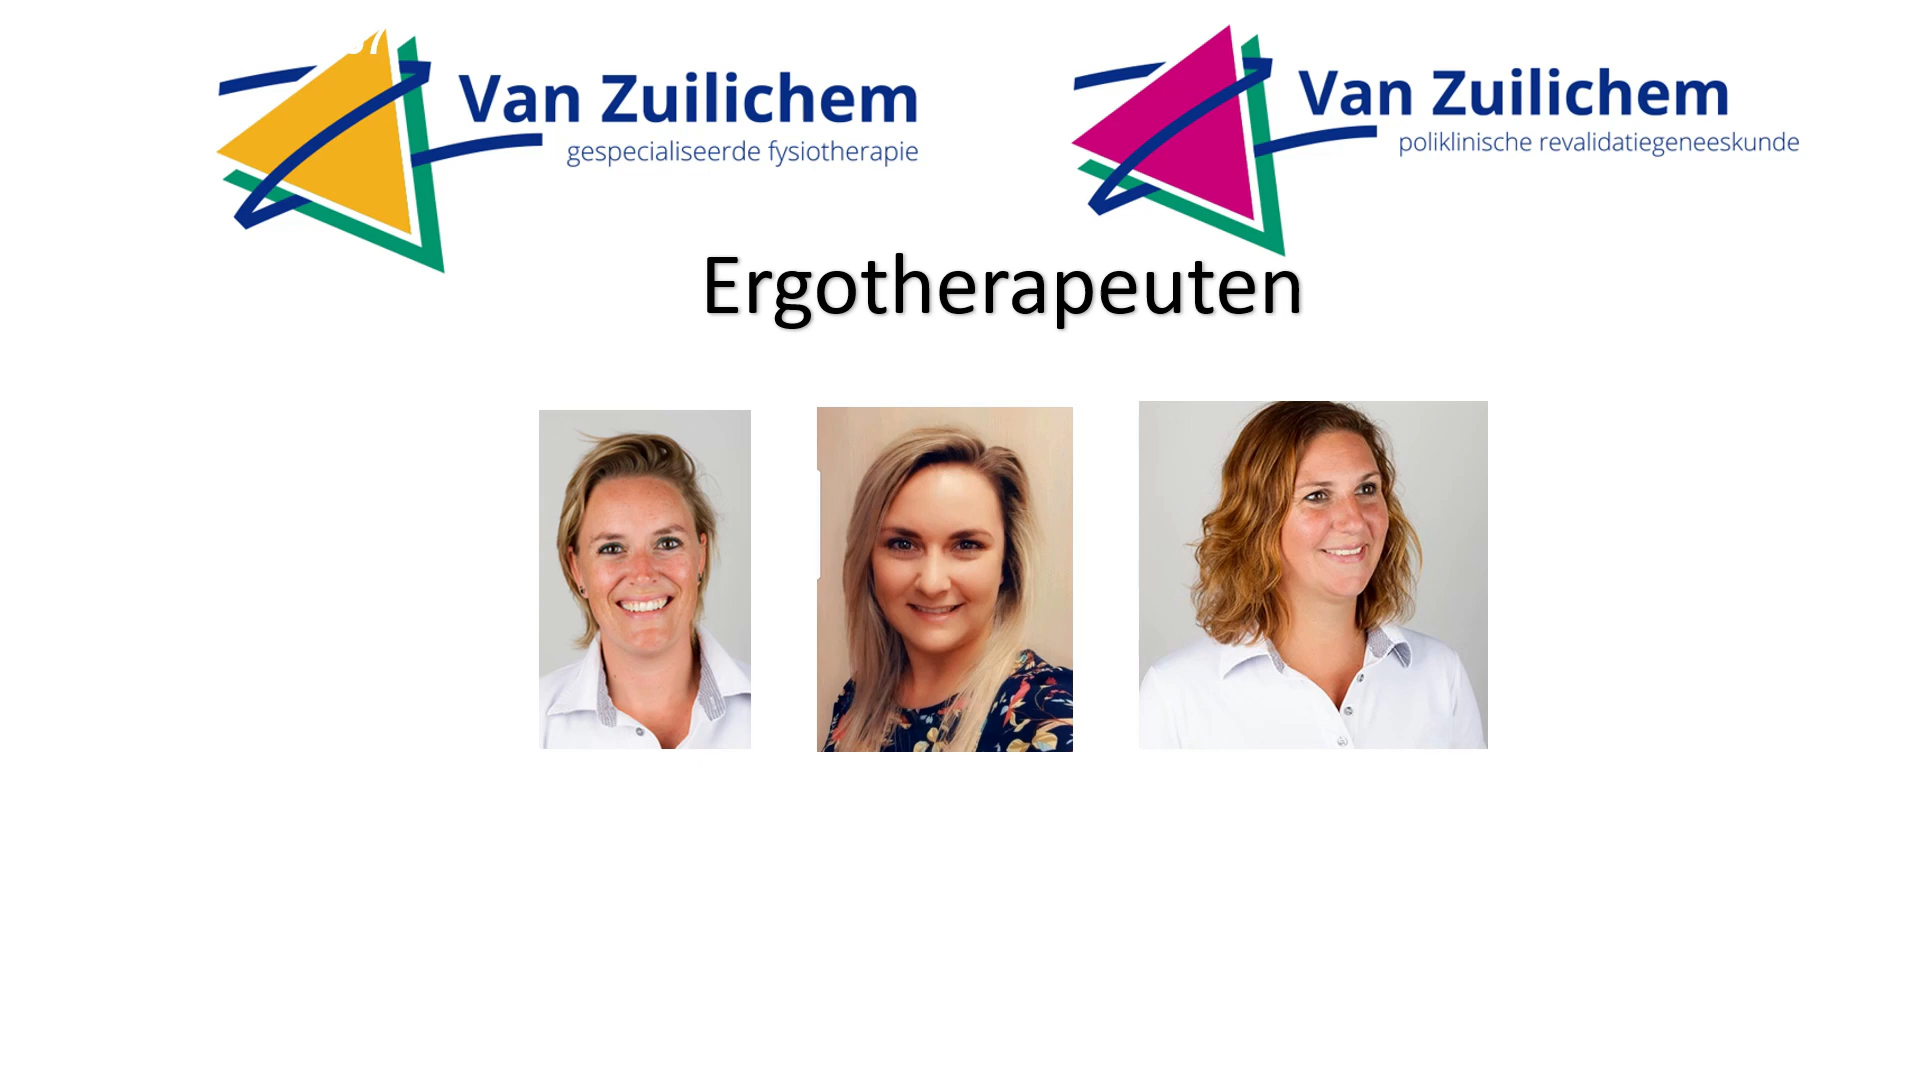 Van Zuilichem
gespecialiseerde fysiotherapie
Van Zuilichem
poliklinische revalidatiegeneeskunde
Ergotherapeuten